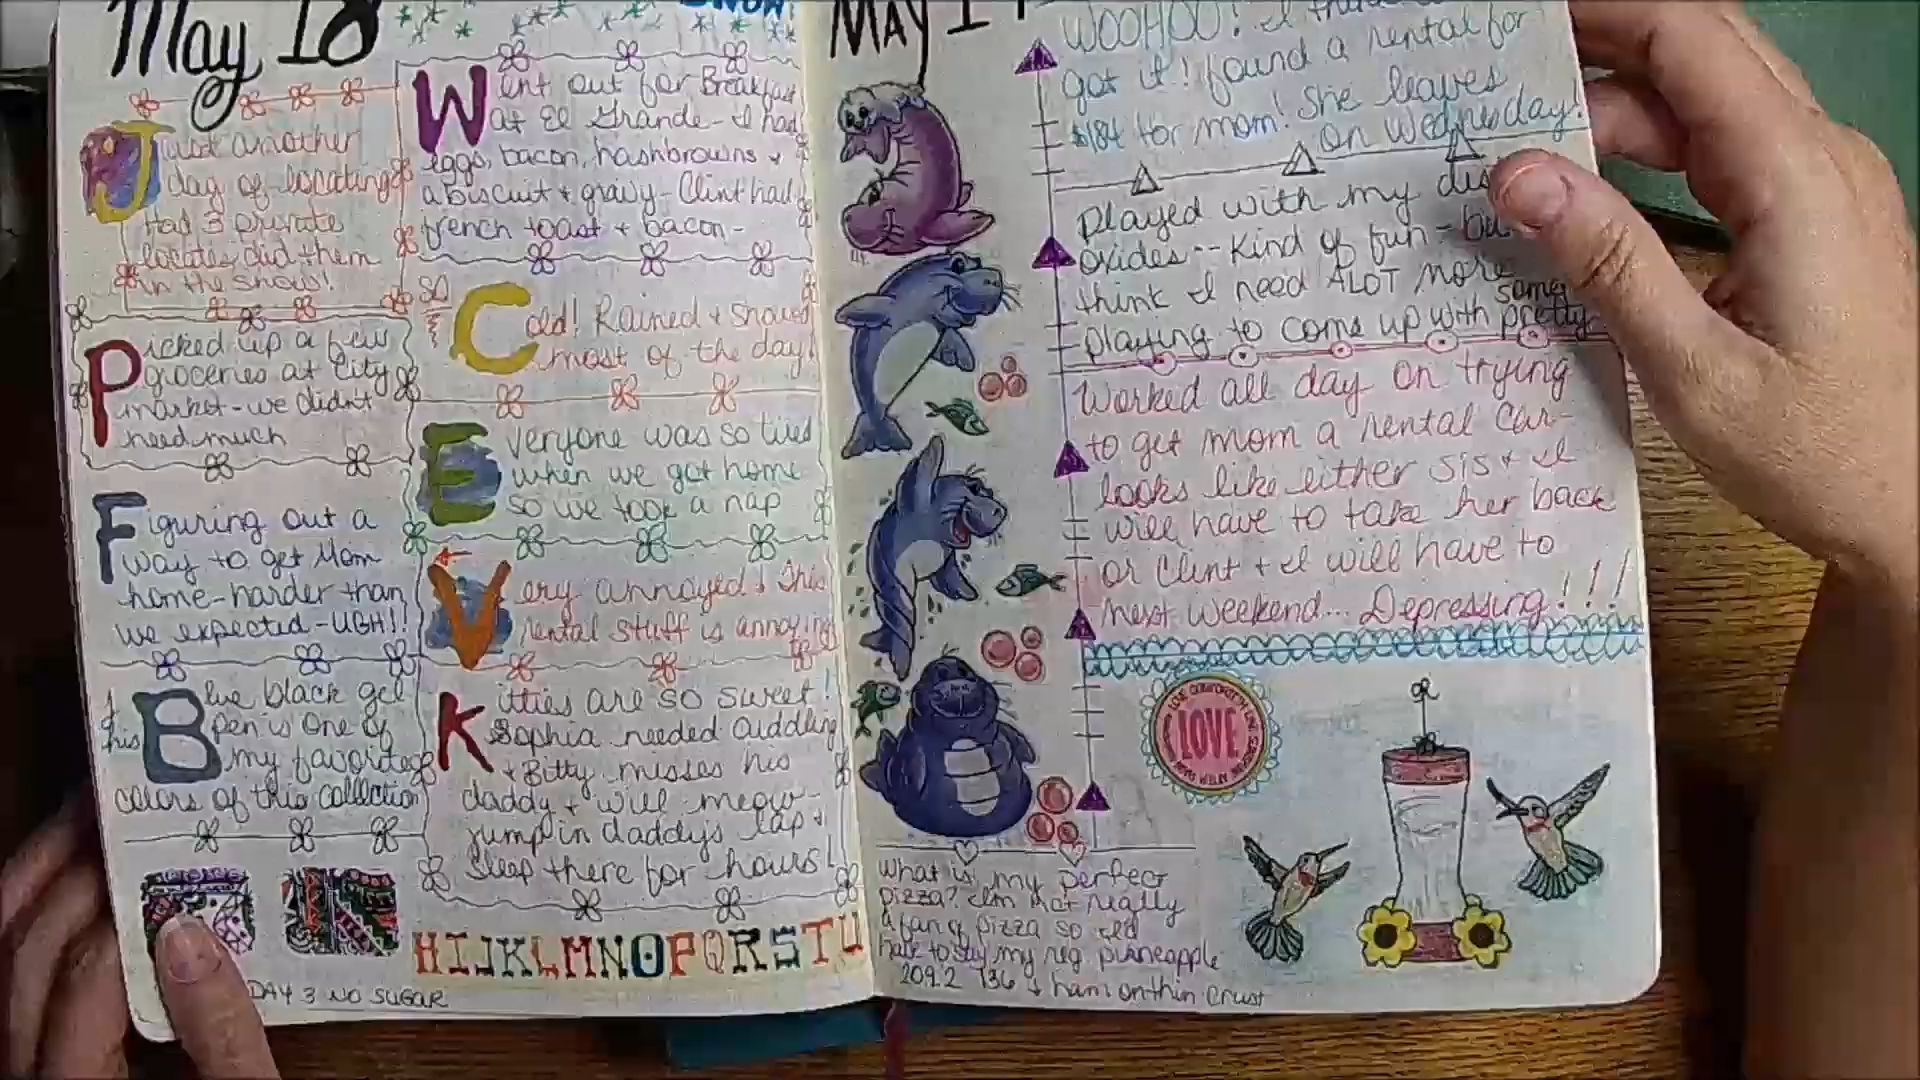 May 18
SNOW!
Just another
day of locating
Had 3 private
locates, did them
in the snow!
Picked up a few
groceries at City
market - we didn't
need much
Figuring out a
way to get Mom
home - harder than
we expected - UGH!!
This Blue black gel
pen is one of
my favorites
colors of this collection
DAY 3 NO SUGAR
Went out for Breakfast
at El Grande - I had
eggs, bacon, hashbrowns +
a biscuit + gravy - Clint had
french toast + bacon -
SO Cold! Rained + snowed
most of the day!
Everyone was so tired
when we got home
so we took a nap
Very annoyed! This
rental stuff is annoying
Kitties are so sweet!
Sophia needed cuddling
+ Bitty misses his
daddy + will meow -
jump in daddys lap +
sleep there for hours!
HIJKLMNOPQRSTU
MAY
WOOHOO! I think
got it! found a rental for
$184 for mom! She leaves
on Wednesday!
Played with my
oxides -- kind of fun -
think I need ALOT more
playing to come up with some pretty
Worked all day on trying
to get mom a rental car -
looks like either sis + I
will have to take her back
or Clint + I will have to
next weekend... Depressing!!!
LOVE
What is my perfect
pizza? I'm not really
a fan of pizza so I'd
have to say my reg pineapple
209.2 136 + ham on thin crust